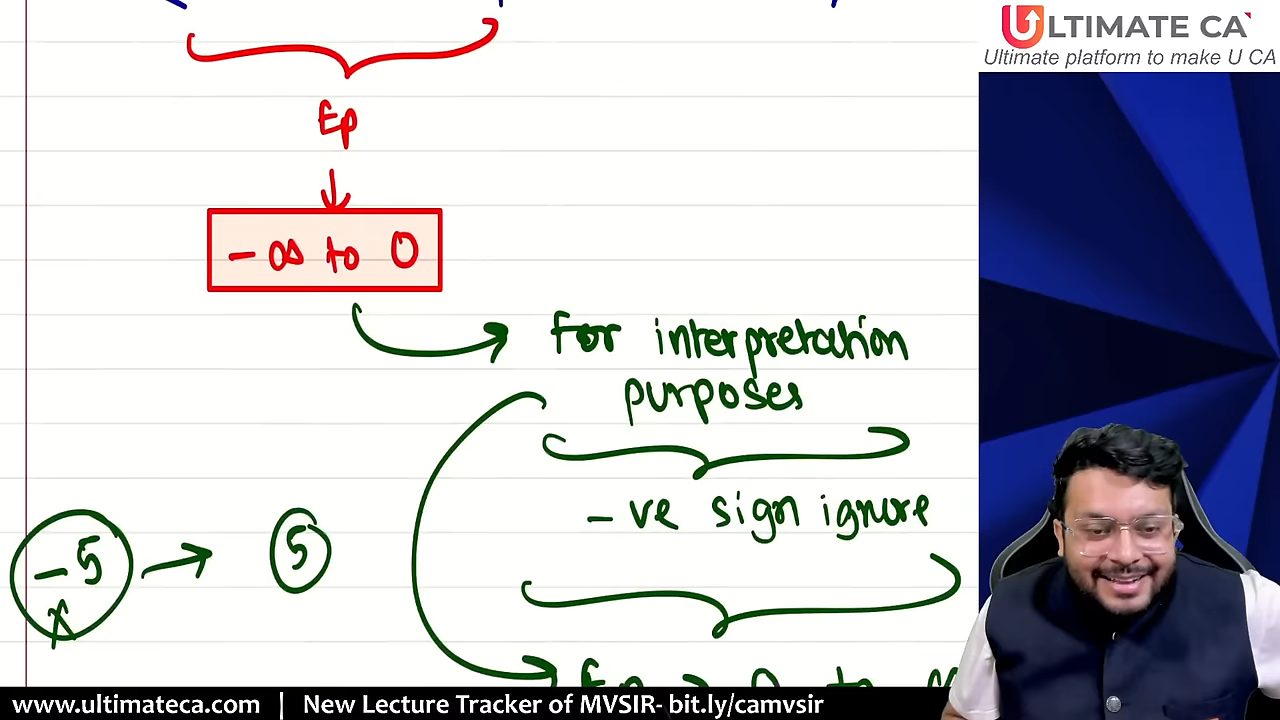 ULTIMATE CA
Ultimate platform to make U CA
Ep
- ∞ to 0
for interpretation
purposes
- ve sign ignore
- 5 → 5
x
www.ultimateca.com | New Lecture Tracker of MVSIR- bit.ly/camvsir